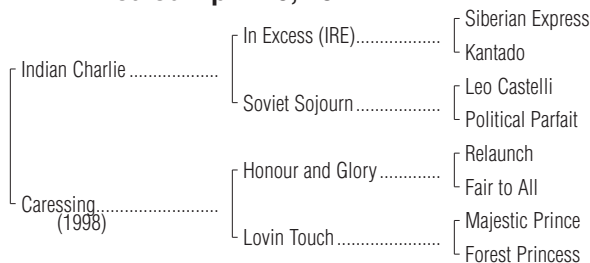 Siberian Express
In Excess (IRE)
Kantado
Indian Charlie
Leo Castelli
Soviet Sojourn
Political Parfait
Relaunch
Honour and Glory
Fair to All
Caressing
(1998)
Majestic Prince
Lovin Touch
Forest Princess